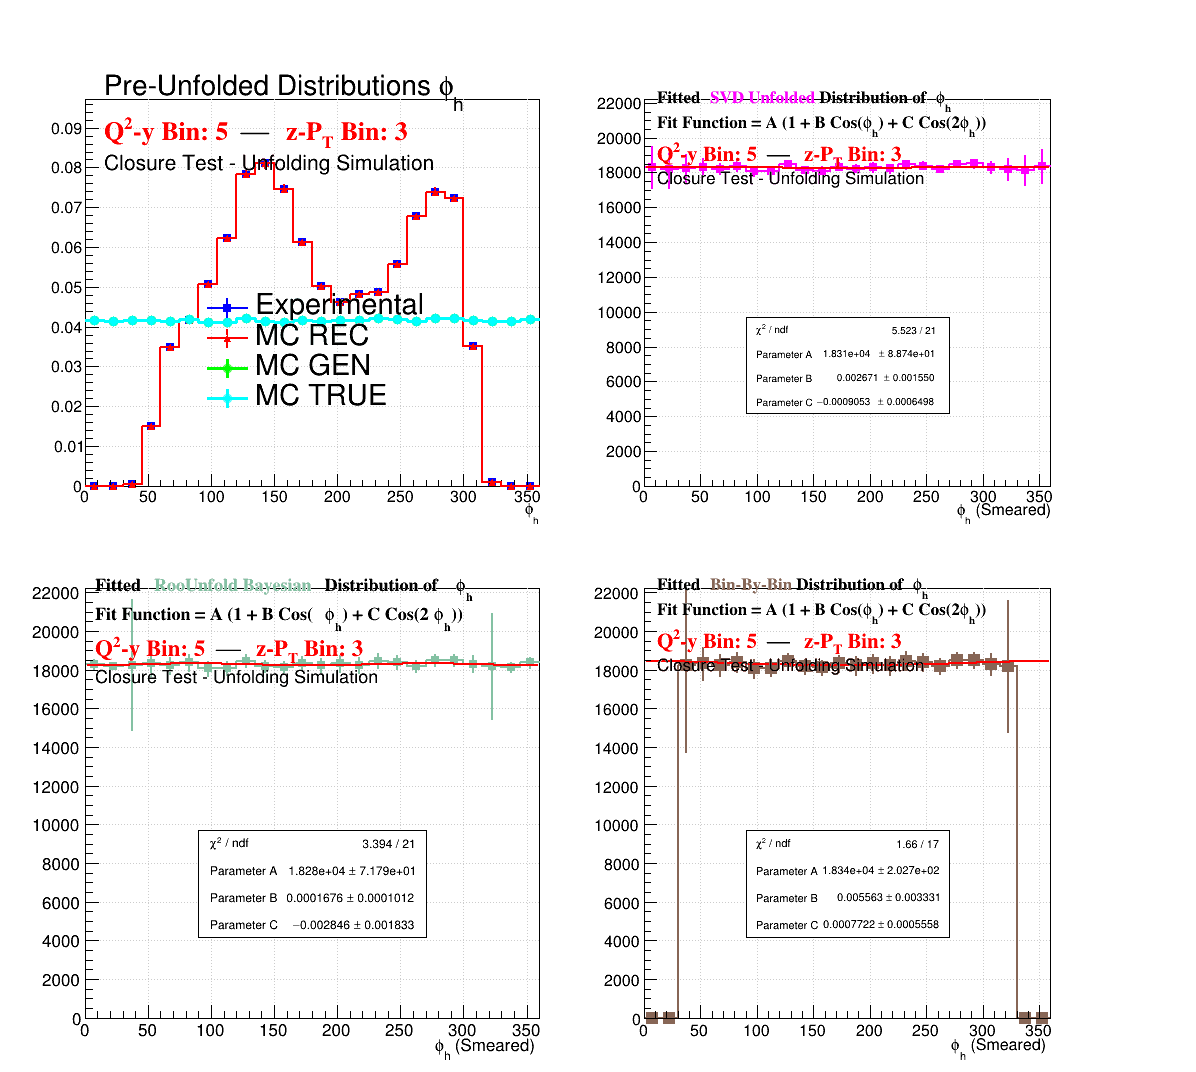 Pre-Unfolded Distributions ϕh
Q²-y Bin: 5 — z-PT Bin: 3
Closure Test - Unfolding Simulation
Experimental
MC REC
MC GEN
MC TRUE
0.09
0.08
0.07
0.06
0.05
0.04
0.03
0.02
0.01
0
0 50 100 150 200 250 300 350
ϕh
Fitted SVD Unfolded Distribution of ϕh
Fit Function = A (1 + B Cos(ϕh) + C Cos(2ϕh))
Q²-y Bin: 5 — z-PT Bin: 3
Closure Test - Unfolding Simulation
22000
20000
18000
16000
14000
12000
10000
8000
6000
4000
2000
0
χ² / ndf 5.523 / 21
Parameter A 1.831e+04 ± 8.874e+01
Parameter B 0.002671 ± 0.001550
Parameter C −0.0009053 ± 0.0006498
0 50 100 150 200 250 300 350
ϕh (Smeared)
Fitted RooUnfold Bayesian Distribution of ϕh
Fit Function = A (1 + B Cos( ϕh) + C Cos(2 ϕh))
Q²-y Bin: 5 — z-PT Bin: 3
Closure Test - Unfolding Simulation
22000
20000
18000
16000
14000
12000
10000
8000
6000
4000
2000
0
χ² / ndf 3.394 / 21
Parameter A 1.828e+04 ± 7.179e+01
Parameter B 0.0001676 ± 0.0001012
Parameter C −0.002846 ± 0.001833
0 50 100 150 200 250 300 350
ϕh (Smeared)
Fitted Bin-By-Bin Distribution of ϕh
Fit Function = A (1 + B Cos(ϕh) + C Cos(2ϕh))
Q²-y Bin: 5 — z-PT Bin: 3
Closure Test - Unfolding Simulation
22000
20000
18000
16000
14000
12000
10000
8000
6000
4000
2000
0
χ² / ndf 1.66 / 17
Parameter A 1.834e+04 ± 2.027e+02
Parameter B 0.005563 ± 0.003331
Parameter C 0.0007722 ± 0.0005558
0 50 100 150 200 250 300 350
ϕh (Smeared)